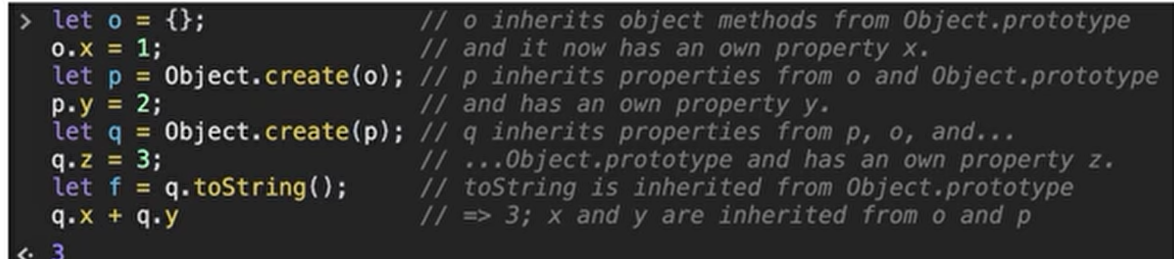 > let o = {}; // o inherits object methods from Object.prototype
o.x = 1; // and it now has an own property x.
let p = Object.create(o); // p inherits properties from o and Object.prototype
p.y = 2; // and has an own property y.
let q = Object.create(p); // q inherits properties from p, o, and...
q.z = 3; // ...Object.prototype and has an own property z.
let f = q.toString(); // toString is inherited from Object.prototype
q.x + q.y // => 3; x and y are inherited from o and p
<· 3